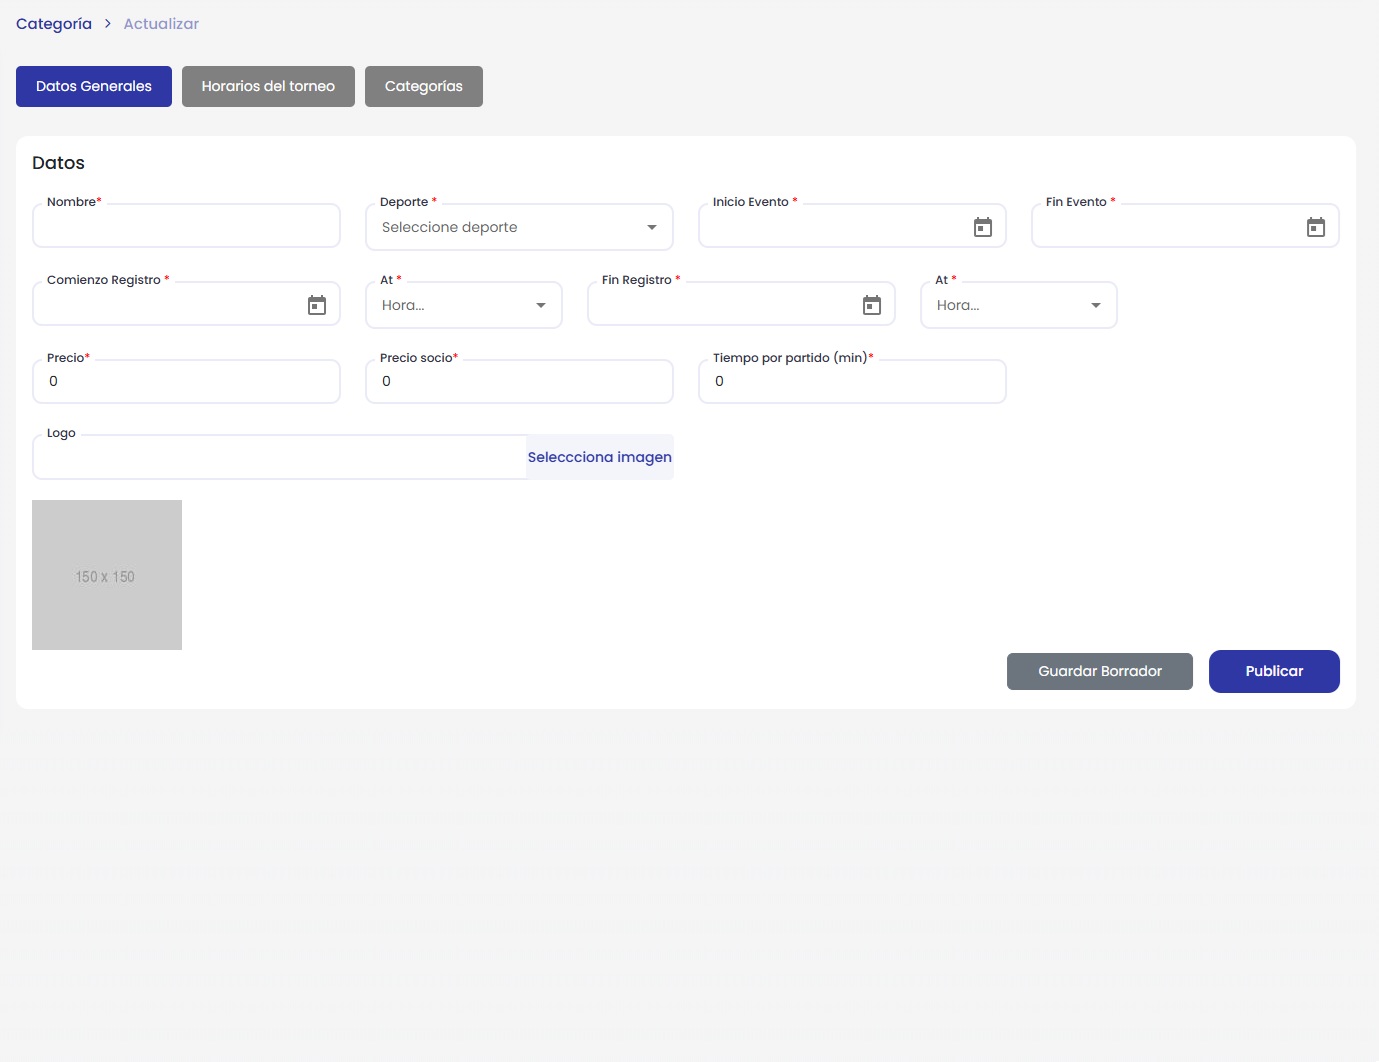 Categoría > Actualizar
Datos Generales Horarios del torneo Categorías
Datos
Nombre* Deporte * Inicio Evento * Fin Evento *
Seleccione deporte
Comienzo Registro * At * Fin Registro * At *
Hora... Hora...
Precio* Precio socio* Tiempo por partido (min)*
0 0 0
Logo
Seleccciona imagen
150 x 150
Guardar Borrador Publicar